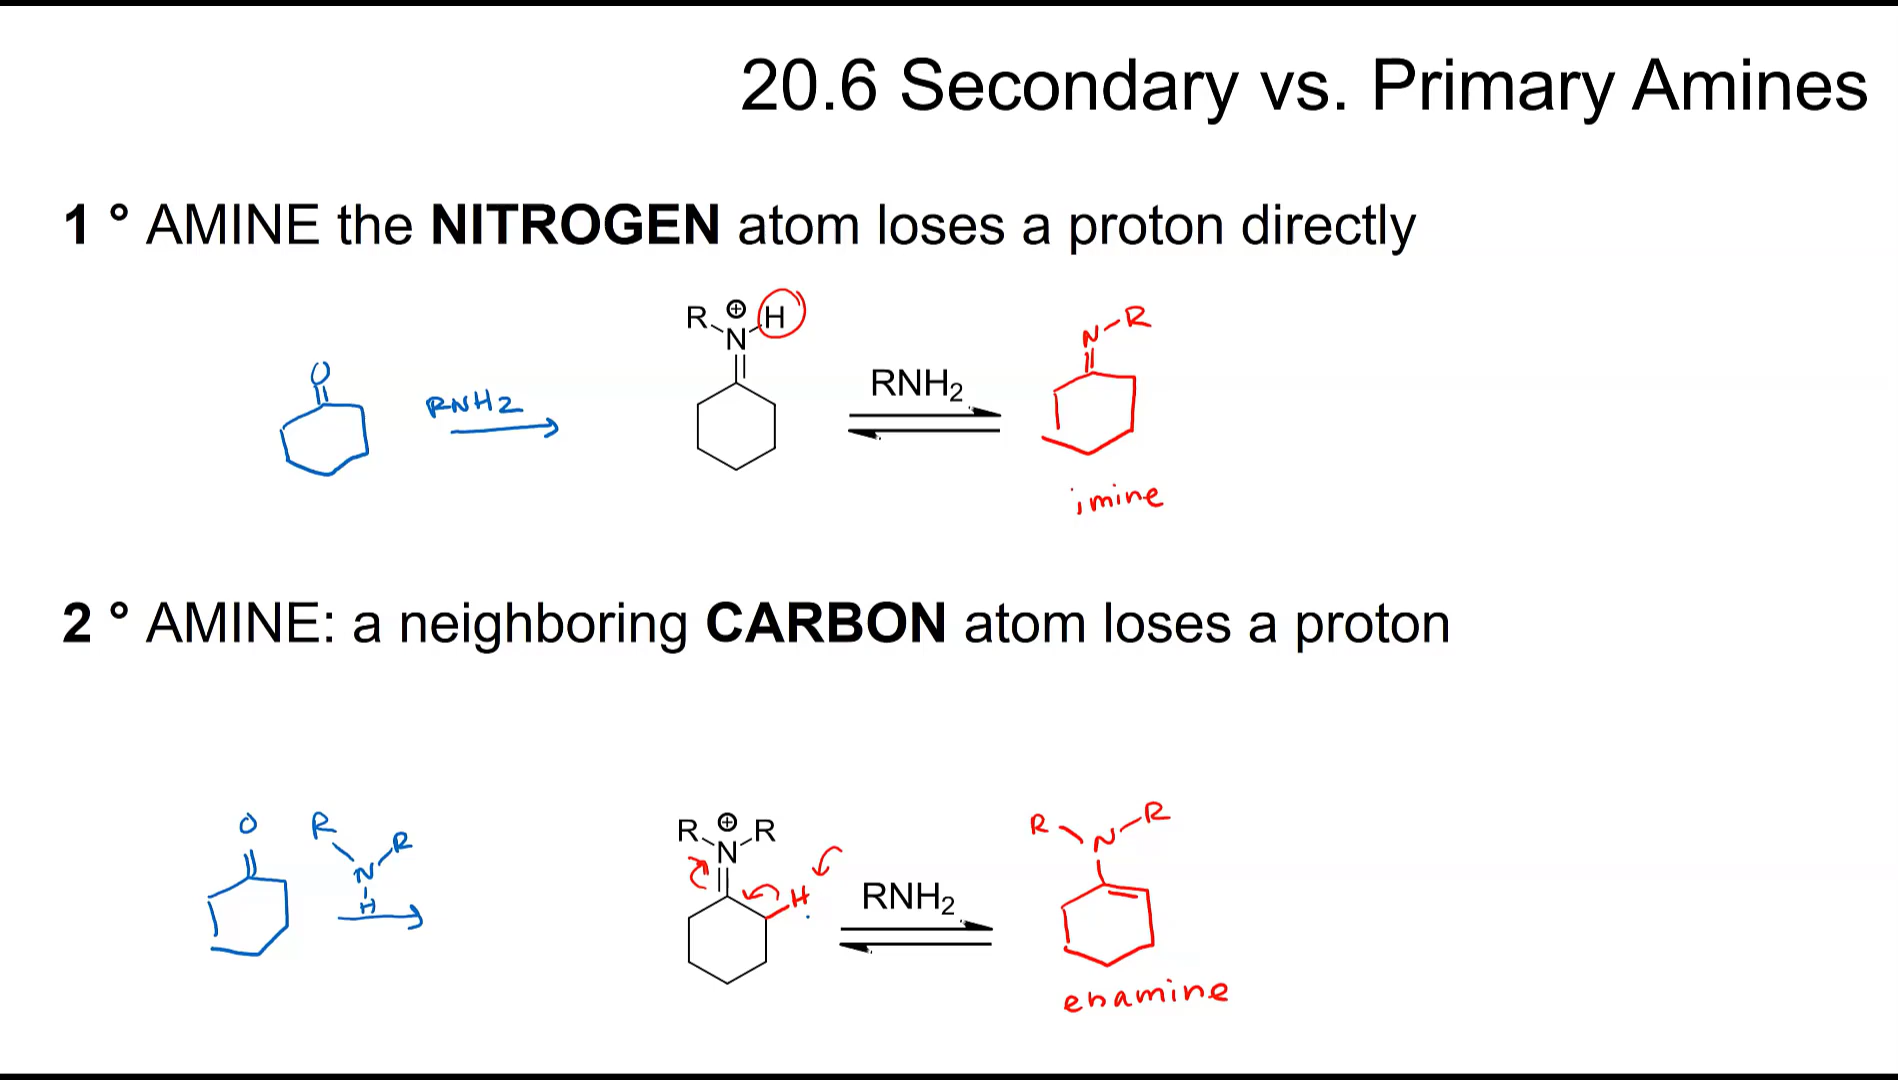 20.6 Secondary vs. Primary Amines
1 ° AMINE the NITROGEN atom loses a proton directly
O
RNH2
R ⊕ H
N
RNH₂
N-R
imine
2 ° AMINE: a neighboring CARBON atom loses a proton
O R R
N
H
R ⊕ R
N
H
RNH₂
R N-R
enamine